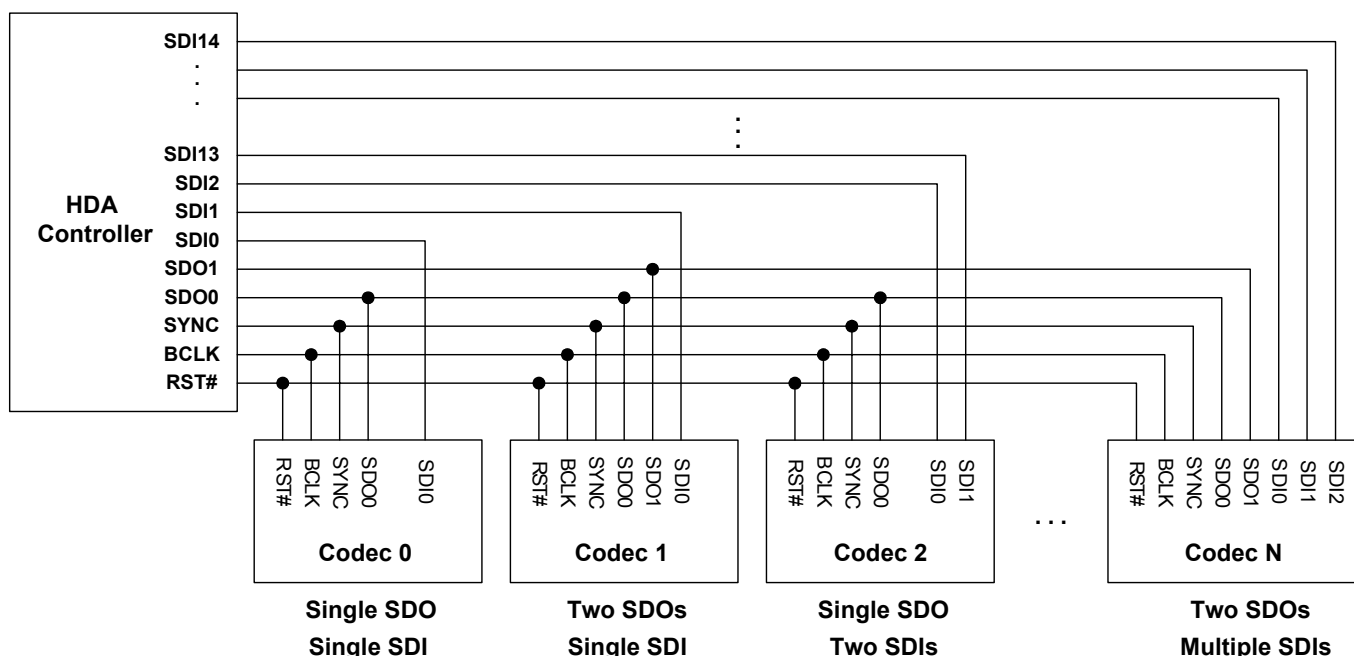 SDI14
.
.
.
SDI13
SDI2
SDI1
SDI0
SDO1
SDO0
SYNC
BCLK
RST#
HDA
Controller
.
.
.
RST#
BCLK
SYNC
SDO0
SDI0
Codec 0
Single SDO
Single SDI
RST#
BCLK
SYNC
SDO0
SDO1
SDI0
Codec 1
Two SDOs
Single SDI
RST#
BCLK
SYNC
SDO0
SDI0
SDI1
Codec 2
Single SDO
Two SDIs
. . .
RST#
BCLK
SYNC
SDO0
SDO1
SDI0
SDI1
SDI2
Codec N
Two SDOs
Multiple SDIs